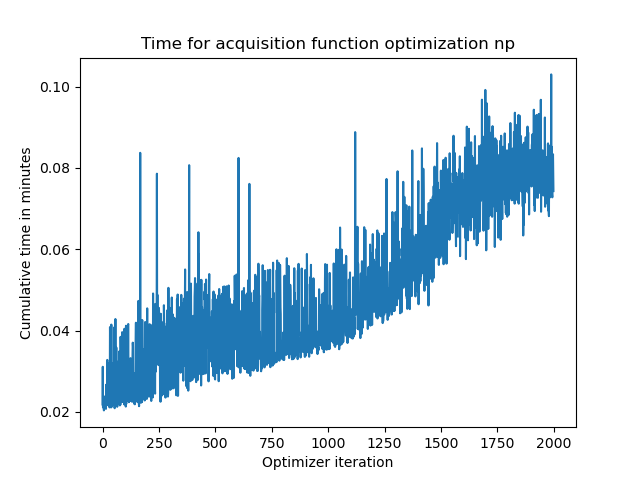 Time for acquisition function optimization np
Cumulative time in minutes
0.10
0.08
0.06
0.04
0.02
0 250 500 750 1000 1250 1500 1750 2000
Optimizer iteration